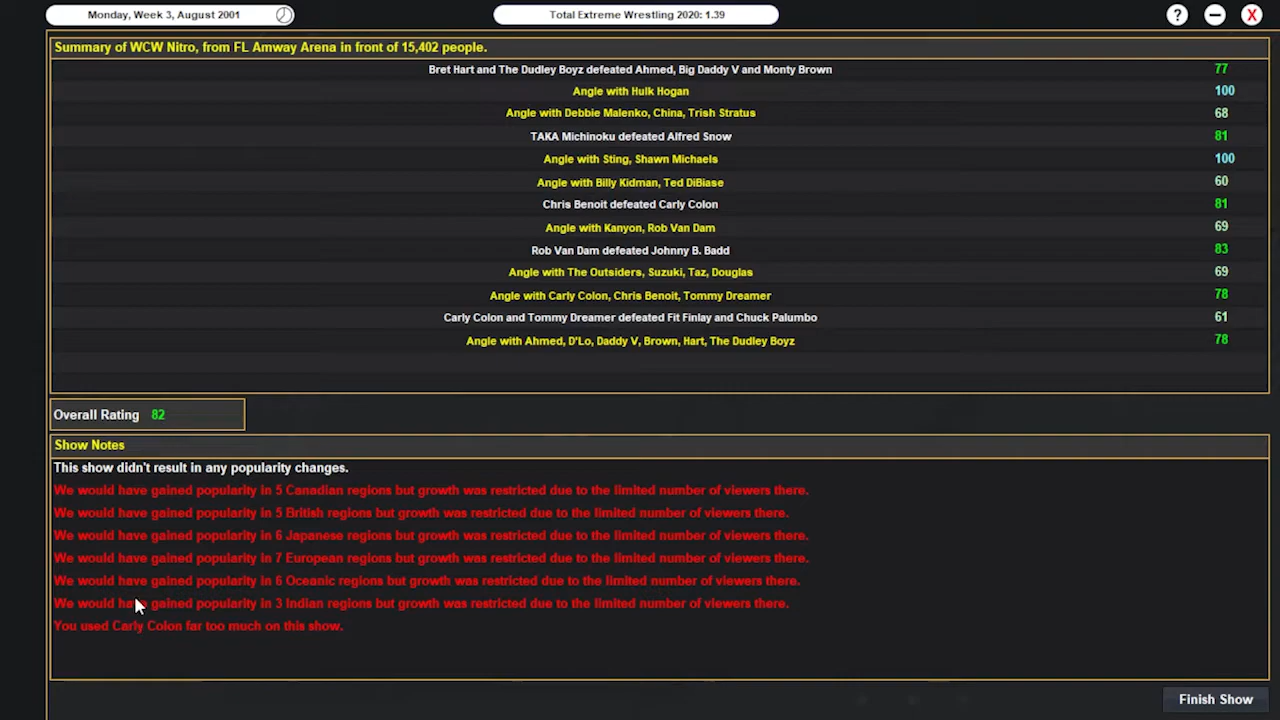 Monday, Week 3, August 2001
Total Extreme Wrestling 2020: 1.39
?
X
Summary of WCW Nitro, from FL Amway Arena in front of 15,402 people.
Bret Hart and The Dudley Boyz defeated Ahmed, Big Daddy V and Monty Brown 77
Angle with Hulk Hogan 100
Angle with Debbie Malenko, China, Trish Stratus 68
TAKA Michinoku defeated Alfred Snow 81
Angle with Sting, Shawn Michaels 100
Angle with Billy Kidman, Ted DiBiase 60
Chris Benoit defeated Carly Colon 81
Angle with Kanyon, Rob Van Dam 69
Rob Van Dam defeated Johnny B. Badd 83
Angle with The Outsiders, Suzuki, Taz, Douglas 69
Angle with Carly Colon, Chris Benoit, Tommy Dreamer 78
Carly Colon and Tommy Dreamer defeated Fit Finlay and Chuck Palumbo 61
Angle with Ahmed, D'Lo, Daddy V, Brown, Hart, The Dudley Boyz 78
Overall Rating 82
Show Notes
This show didn't result in any popularity changes.
We would have gained popularity in 5 Canadian regions but growth was restricted due to the limited number of viewers there.
We would have gained popularity in 5 British regions but growth was restricted due to the limited number of viewers there.
We would have gained popularity in 6 Japanese regions but growth was restricted due to the limited number of viewers there.
We would have gained popularity in 7 European regions but growth was restricted due to the limited number of viewers there.
We would have gained popularity in 6 Oceanic regions but growth was restricted due to the limited number of viewers there.
We would have gained popularity in 3 Indian regions but growth was restricted due to the limited number of viewers there.
You used Carly Colon far too much on this show.
Finish Show